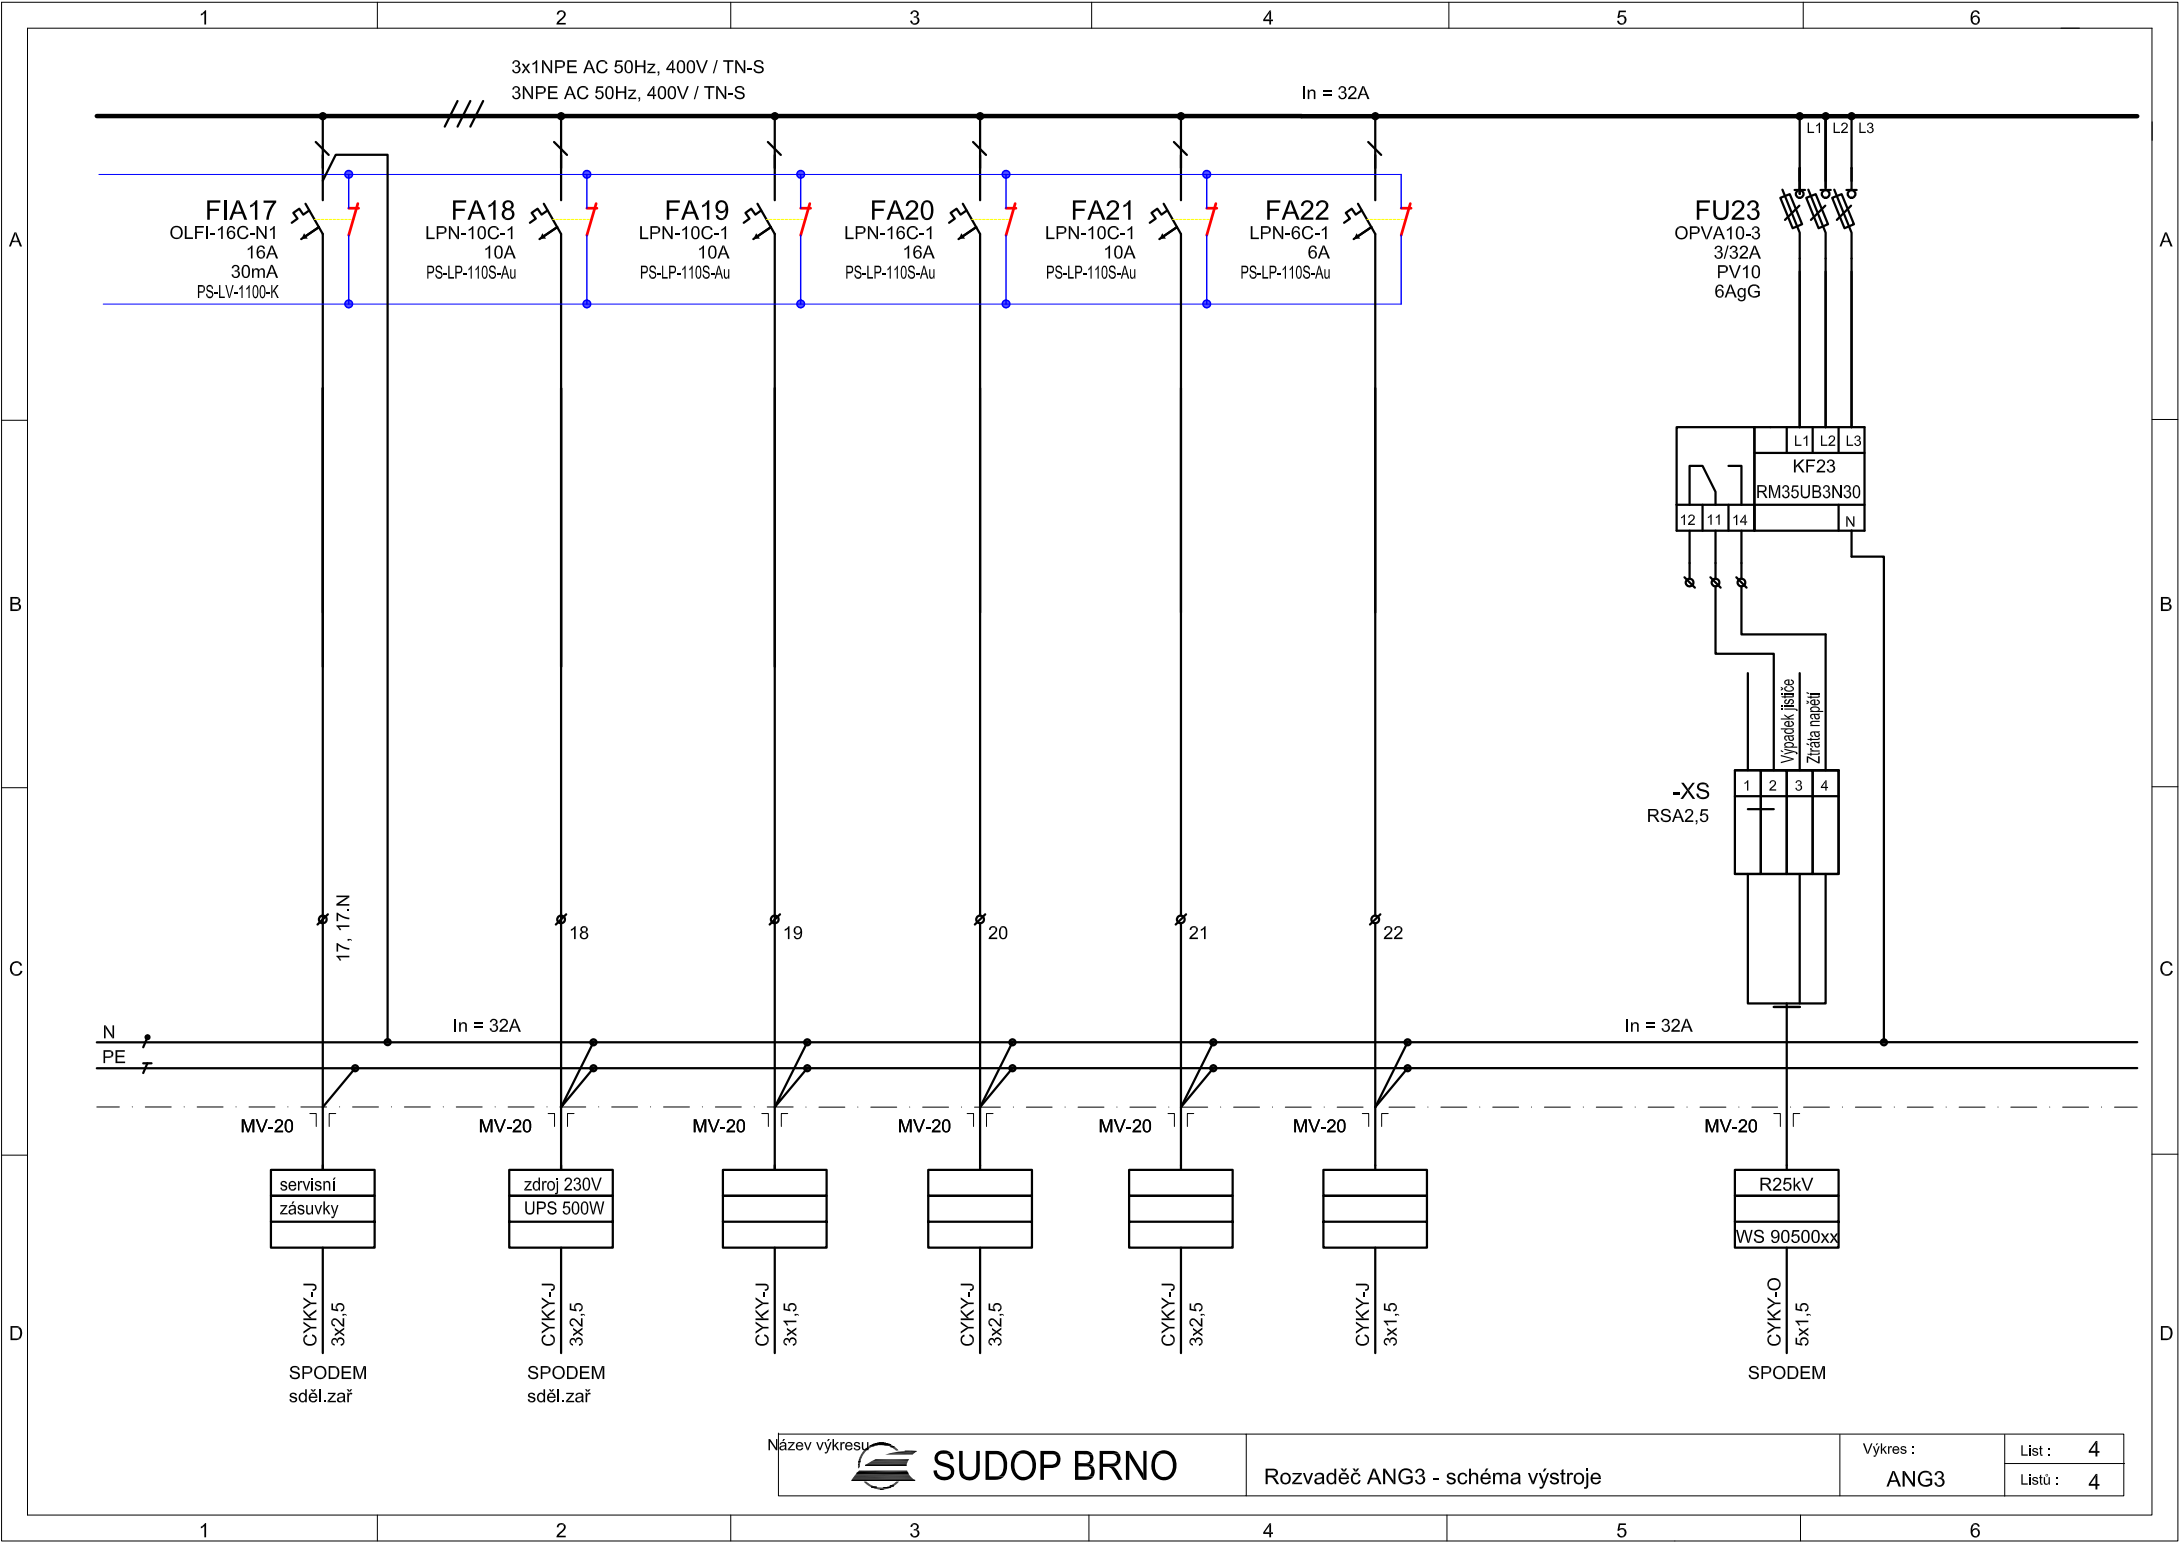 1
2
3
4
5
6
3x1NPE AC 50Hz, 400V / TN-S
3NPE AC 50Hz, 400V / TN-S
In = 32A
L1
L2
L3
A
A
FIA17
OLFI-16C-N1
16A
30mA
PS-LV-1100-K
FA18
LPN-10C-1
10A
PS-LP-110S-Au
FA19
LPN-10C-1
10A
PS-LP-110S-Au
FA20
LPN-16C-1
16A
PS-LP-110S-Au
FA21
LPN-10C-1
10A
PS-LP-110S-Au
FA22
LPN-6C-1
6A
PS-LP-110S-Au
FU23
OPVA10-3
3/32A
PV10
6AgG
L1
L2
L3
KF23
RM35UB3N30
12
11
14
N
B
B
Výpadek jističe
Ztráta napětí
-XS
RSA2,5
1
2
3
4
17, 17.N
18
19
20
21
22
C
C
N
In = 32A
In = 32A
PE
MV-20
MV-20
MV-20
MV-20
MV-20
MV-20
MV-20
servisní
zásuvky
zdroj 230V
UPS 500W
R25kV
WS 90500xx
CYKY-J
3x2,5
CYKY-J
3x2,5
CYKY-J
3x1,5
CYKY-J
3x2,5
CYKY-J
3x2,5
CYKY-J
3x1,5
CYKY-O
5x1,5
D
D
SPODEM
sděl.zař
SPODEM
sděl.zař
SPODEM
Název výkresu
SUDOP BRNO
Rozvaděč ANG3 - schéma výstroje
Výkres :
ANG3
List : 4
Listů : 4
1
2
3
4
5
6